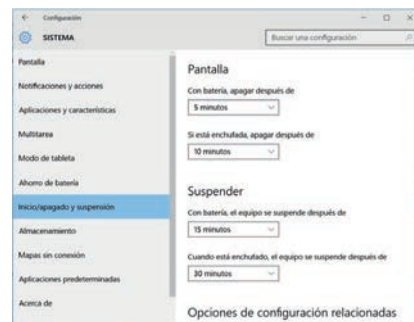 Configuración
SISTEMA
Buscar una configuración
Pantalla
Notificaciones y acciones
Aplicaciones y características
Multitarea
Modo de tableta
Ahorro de batería
Inicio/apagado y suspensión
Almacenamiento
Mapas sin conexión
Aplicaciones predeterminadas
Acerca de
Pantalla
Con batería, apagar después de
5 minutos
Si está enchufada, apagar después de
10 minutos
Suspender
Con batería, el equipo se suspende después de
15 minutos
Cuando está enchufado, el equipo se suspende después de
30 minutos
Opciones de configuración relacionadas